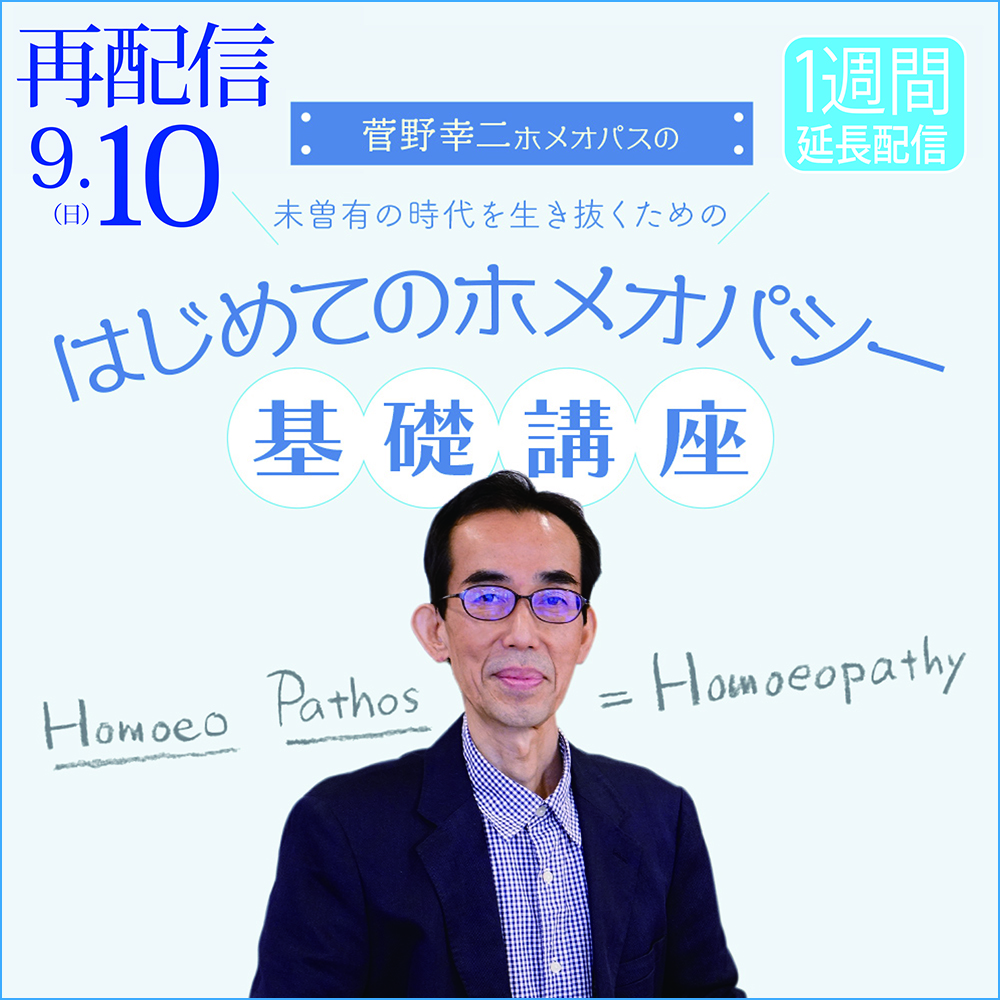 再配信
9.10
(日)
1週間
延長配信
菅野幸二ホメオパスの
未曽有の時代を生き抜くための
はじめてのホメオパシー
基礎講座
Homoeo Pathos = Homoeopathy